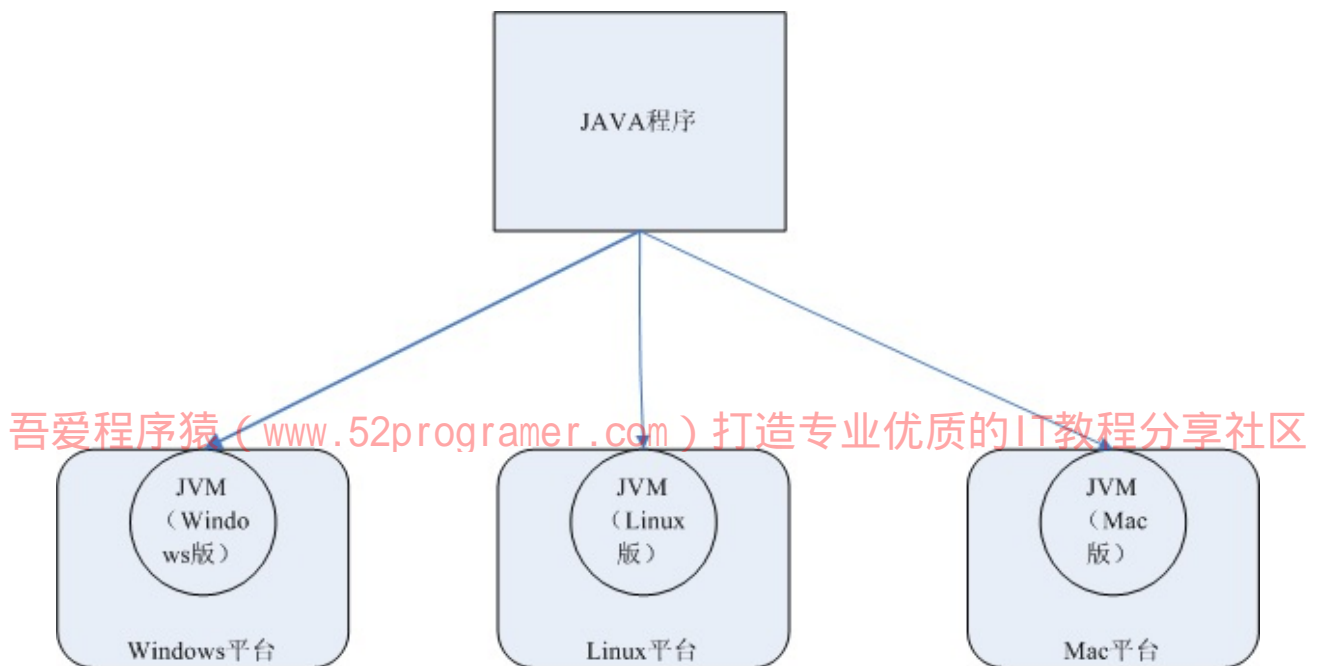 JAVA程序
吾爱程序猿（www.52programer.com）打造专业优质的IT教程分享社区
JVM
（Windo
ws版）
Windows平台
JVM
（Linux
版）
Linux平台
JVM
（Mac
版）
Mac平台